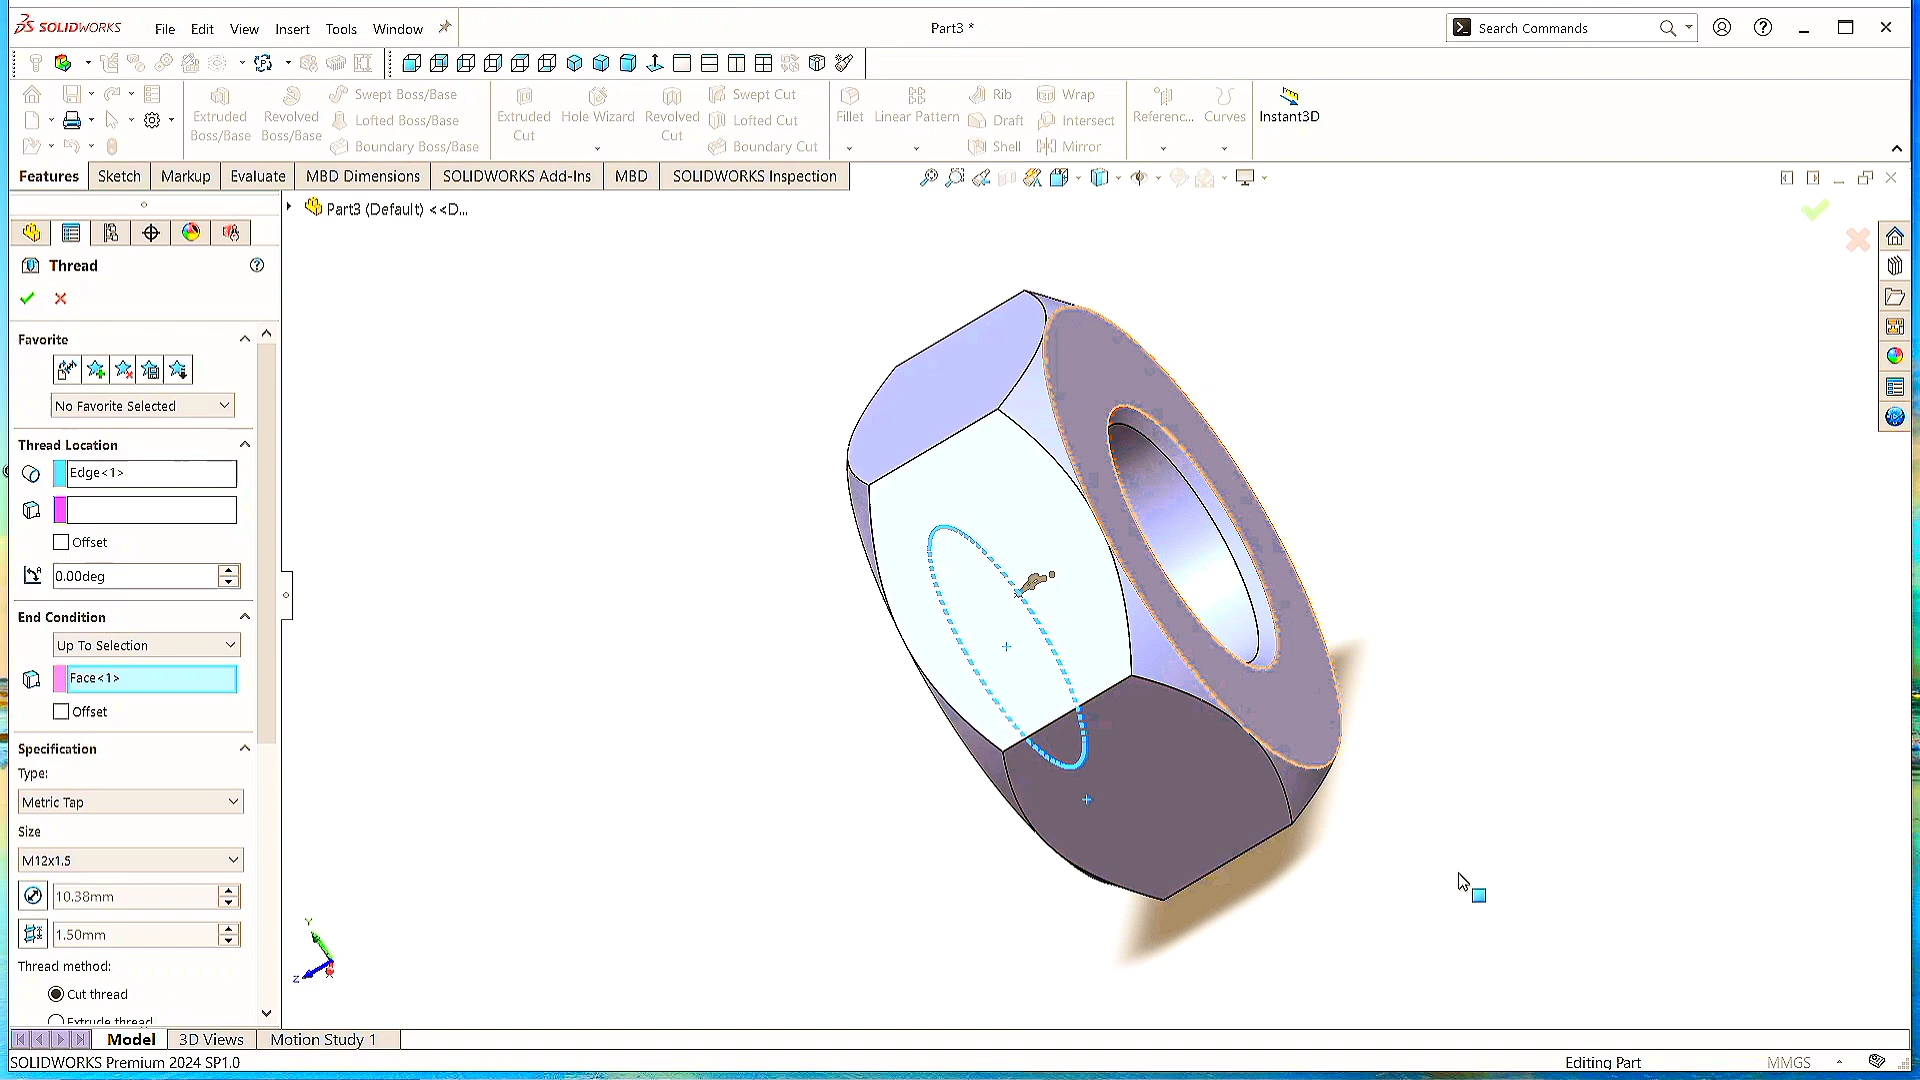 SOLIDWORKS File Edit View Insert Tools Window Part3 * Search Commands
Extruded Boss/Base
Revolved Boss/Base
Swept Boss/Base
Lofted Boss/Base
Boundary Boss/Base
Extruded Cut
Hole Wizard
Revolved Cut
Swept Cut
Lofted Cut
Boundary Cut
Fillet
Linear Pattern
Rib
Draft
Shell
Wrap
Intersect
Mirror
Referenc...
Curves
Instant3D
Features Sketch Markup Evaluate MBD Dimensions SOLIDWORKS Add-Ins MBD SOLIDWORKS Inspection
Part3 (Default) <<D...
Thread
Favorite
No Favorite Selected
Thread Location
Edge<1>
Offset
0.00deg
End Condition
Up To Selection
Face<1>
Offset
Specification
Type:
Metric Tap
Size
M12x1.5
10.38mm
1.50mm
Thread method:
Cut thread
Extrude thread
Y
Z
Model 3D Views Motion Study 1
SOLIDWORKS Premium 2024 SP1.0 Editing Part MMGS